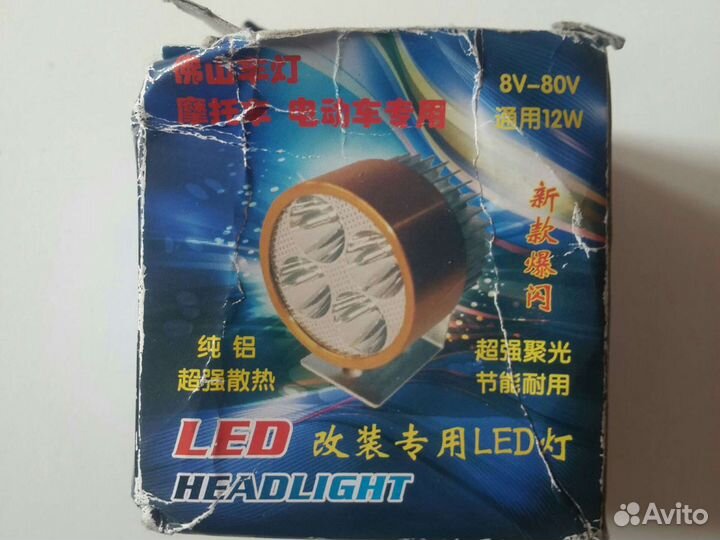 佛山车灯
摩托车 电动车专用
8V-80V
通用12W
新款爆闪
纯铝
超强散热
超强聚光
节能耐用
LED 改装专用LED灯
HEADLIGHT
Avito